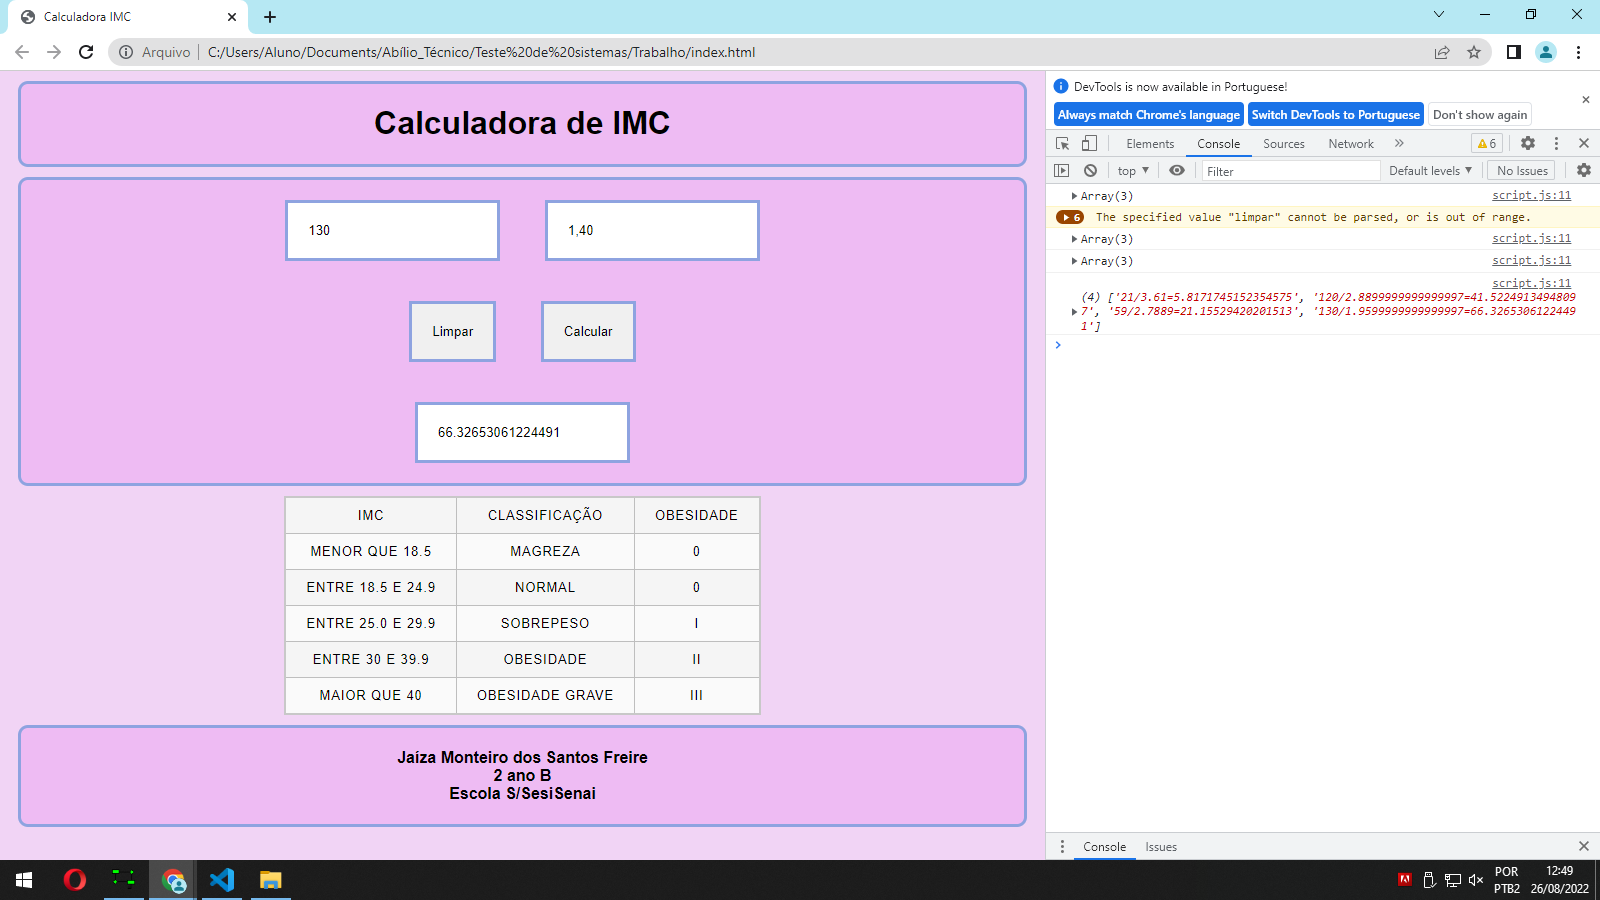 Calculadora IMC
Arquivo
C:/Users/Aluno/Documents/Abílio_Técnico/Teste%20de%20sistemas/Trabalho/index.html
Calculadora de IMC
130
1,40
Limpar
Calcular
66.32653061224491
IMC CLASSIFICAÇÃO OBESIDADE
MENOR QUE 18.5 MAGREZA 0
ENTRE 18.5 E 24.9 NORMAL 0
ENTRE 25.0 E 29.9 SOBREPESO I
ENTRE 30 E 39.9 OBESIDADE II
MAIOR QUE 40 OBESIDADE GRAVE III
Jaíza Monteiro dos Santos Freire
2 ano B
Escola S/SesiSenai
DevTools is now available in Portuguese!
Always match Chrome's language Switch DevTools to Portuguese Don't show again
Elements Console Sources Network 6
top Filter Default levels No Issues
Array(3) script.js:11
6 The specified value "limpar" cannot be parsed, or is out of range.
Array(3) script.js:11
Array(3) script.js:11
script.js:11
(4) ['21/3.61=5.8171745152354575', '120/2.8899999999999997=41.5224913494809
7', '59/2.7889=21.15529420201513', '130/1.9599999999999997=66.3265306122449
1']
Console Issues
POR
PTB2
12:49
26/08/2022